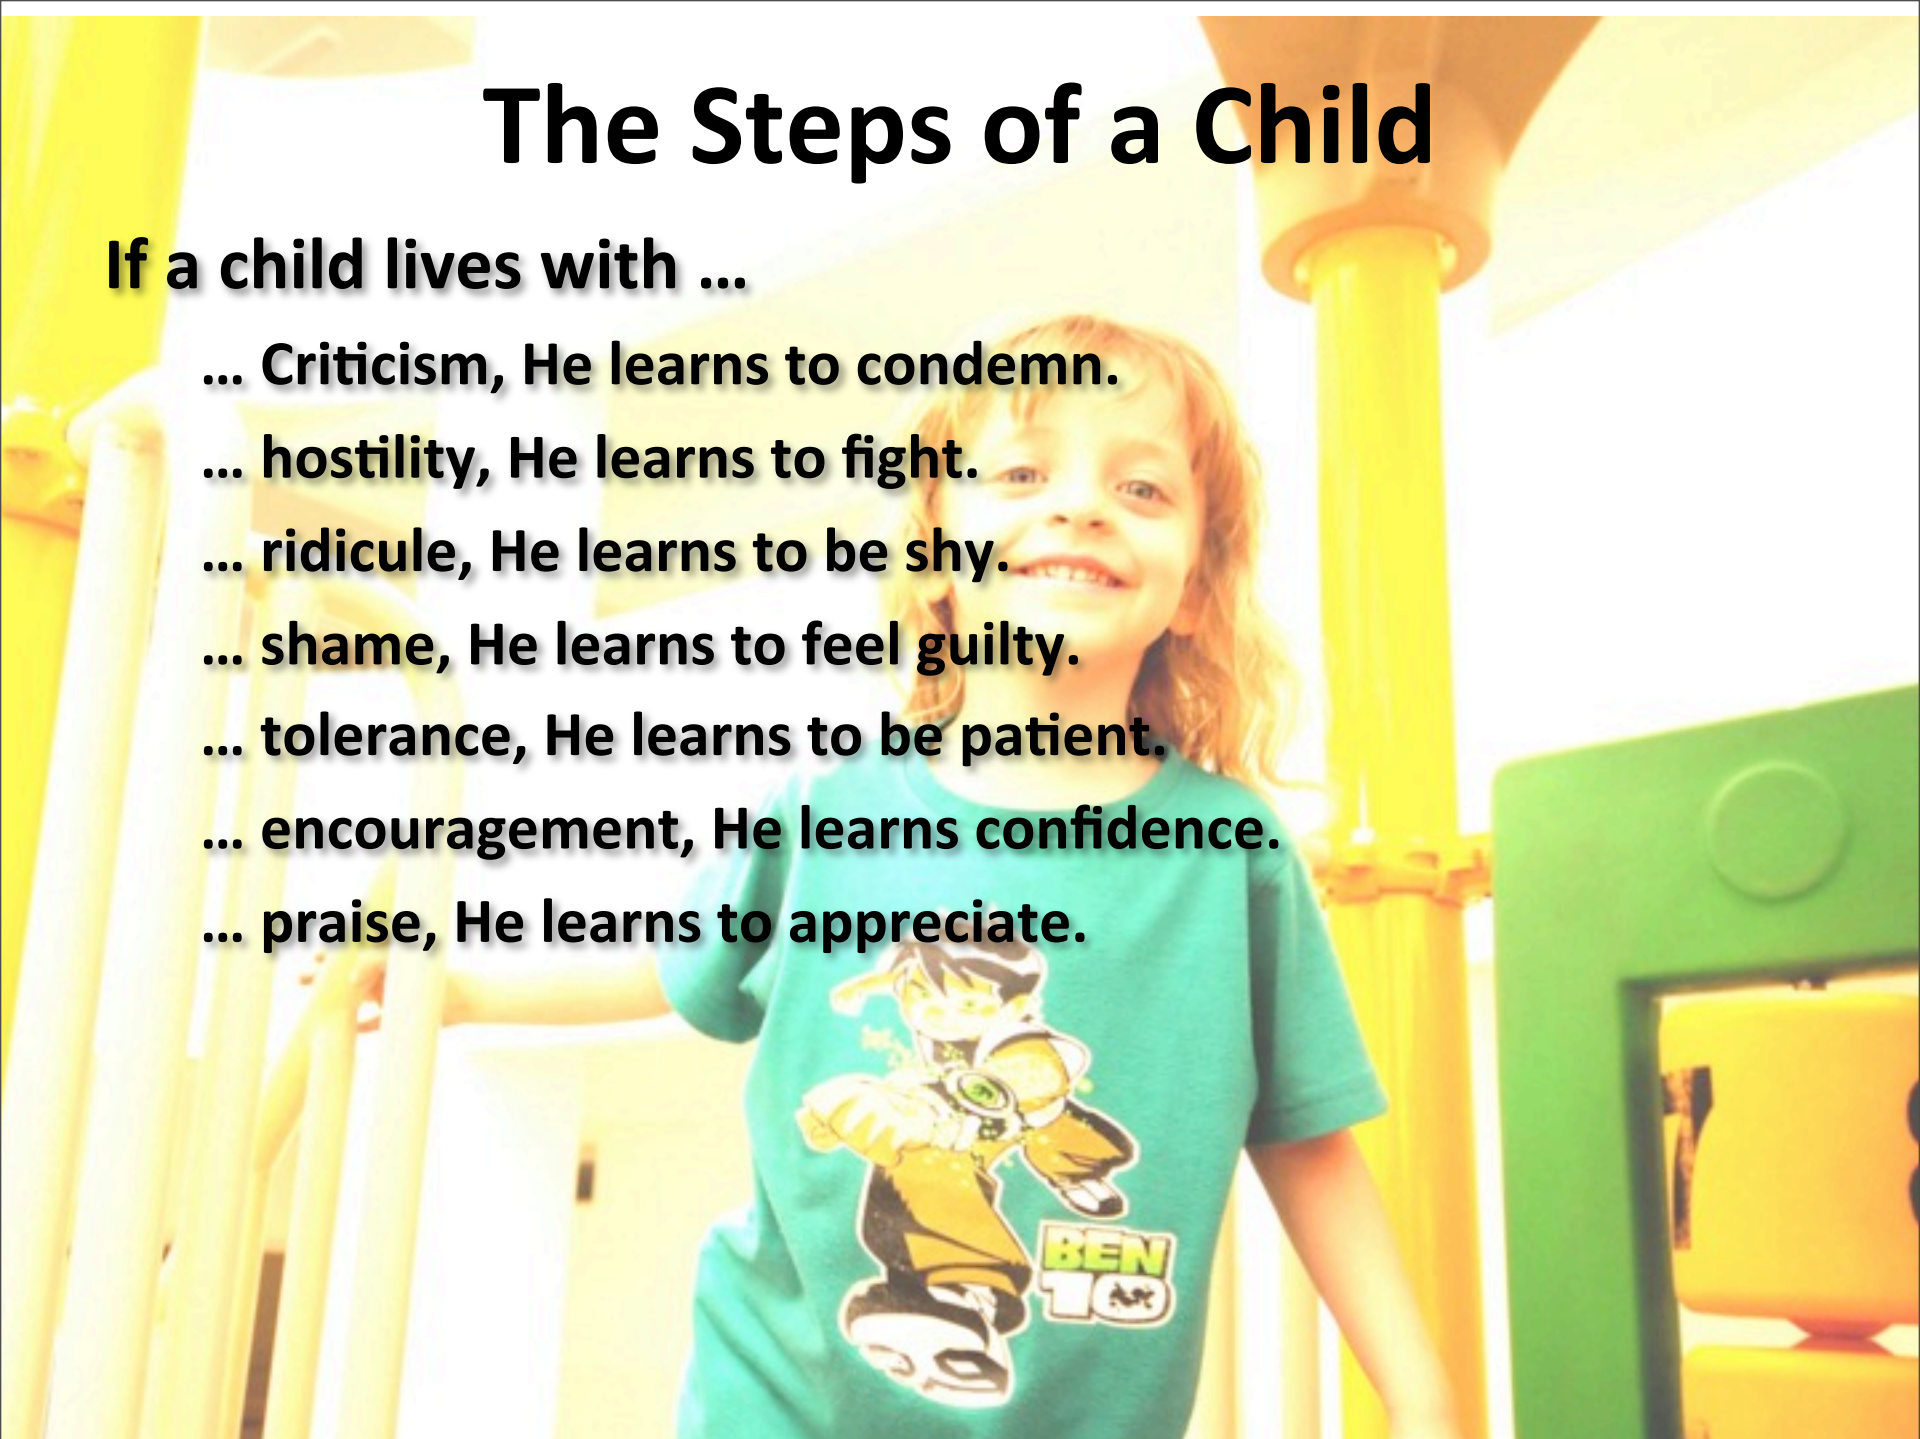 The Steps of a Child
If a child lives with ...
... Criticism, He learns to condemn.
... hostility, He learns to fight.
... ridicule, He learns to be shy.
... shame, He learns to feel guilty.
... tolerance, He learns to be patient.
... encouragement, He learns confidence.
... praise, He learns to appreciate.
BEN
10